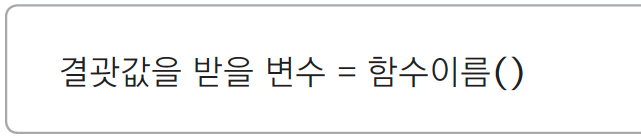 결괏값을 받을 변수 = 함수이름()